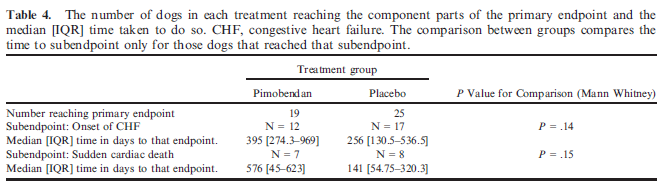 Table 4. The number of dogs in each treatment reaching the component parts of the primary endpoint and the
median [IQR] time taken to do so. CHF, congestive heart failure. The comparison between groups compares the
time to subendpoint only for those dogs that reached that subendpoint.
Treatment group
Pimobendan Placebo P Value for Comparison (Mann Whitney)
Number reaching primary endpoint 19 25
Subendpoint: Onset of CHF N = 12 N = 17 P = .14
Median [IQR] time in days to that endpoint. 395 [274.3–969] 256 [130.5–536.5]
Subendpoint: Sudden cardiac death N = 7 N = 8 P = .15
Median [IQR] time in days to that endpoint. 576 [45–623] 141 [54.75–320.3]